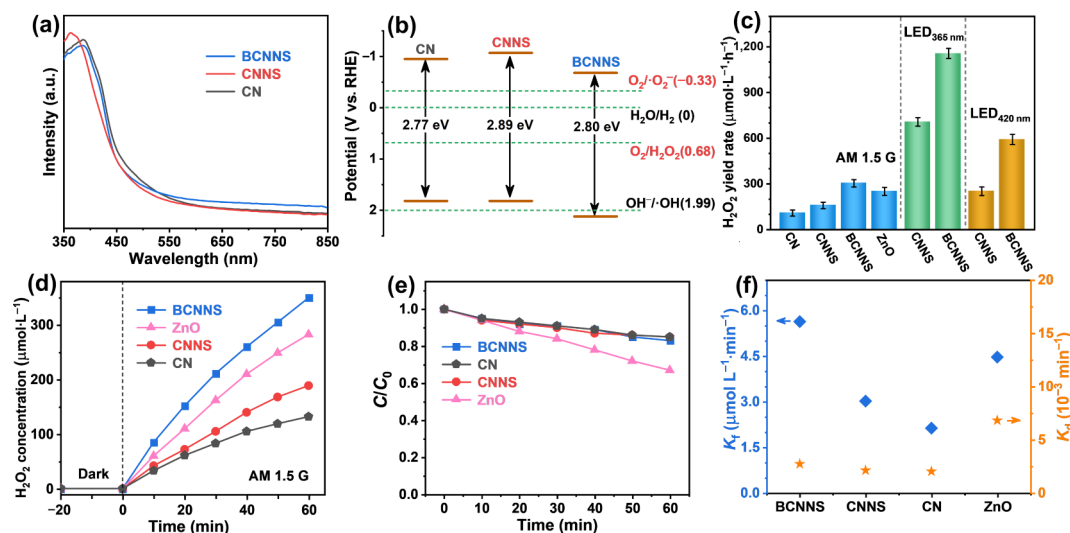 (a)
BCNNS
CNNS
CN
Intensity (a.u.)
350 450 550 650 750 850
Wavelength (nm)
(b)
CN
CNNS
BCNNS
−1
0
1
2
Potential (V vs. RHE)
2.77 eV
2.89 eV
2.80 eV
O₂/·O₂⁻(−0.33)
H₂O/H₂ (0)
O₂/H₂O₂(0.68)
OH⁻/·OH(1.99)
(c)
LED₃₆₅ ₙₘ
LED₄₂₀ ₙₘ
AM 1.5 G
H₂O₂ yield rate (μmol·L⁻¹·h⁻¹)
1,200
900
600
300
0
CN CNNS BCNNS ZnO CNNS BCNNS CNNS BCNNS
(d)
BCNNS
ZnO
CNNS
CN
H₂O₂ concentration (μmol·L⁻¹)
300
200
100
0
Dark
AM 1.5 G
−20 0 10 20 30 40 50 60
Time (min)
(e)
BCNNS
CN
CNNS
ZnO
C/C₀
1.0
0.8
0.6
0.4
0.2
0.0
0 10 20 30 40 50 60
Time (min)
(f)
Kf (μmol L⁻¹·min⁻¹)
6.0
4.5
3.0
1.5
0.0
20
15
10
5
0
Kd (10⁻³ min⁻¹)
BCNNS CNNS CN ZnO